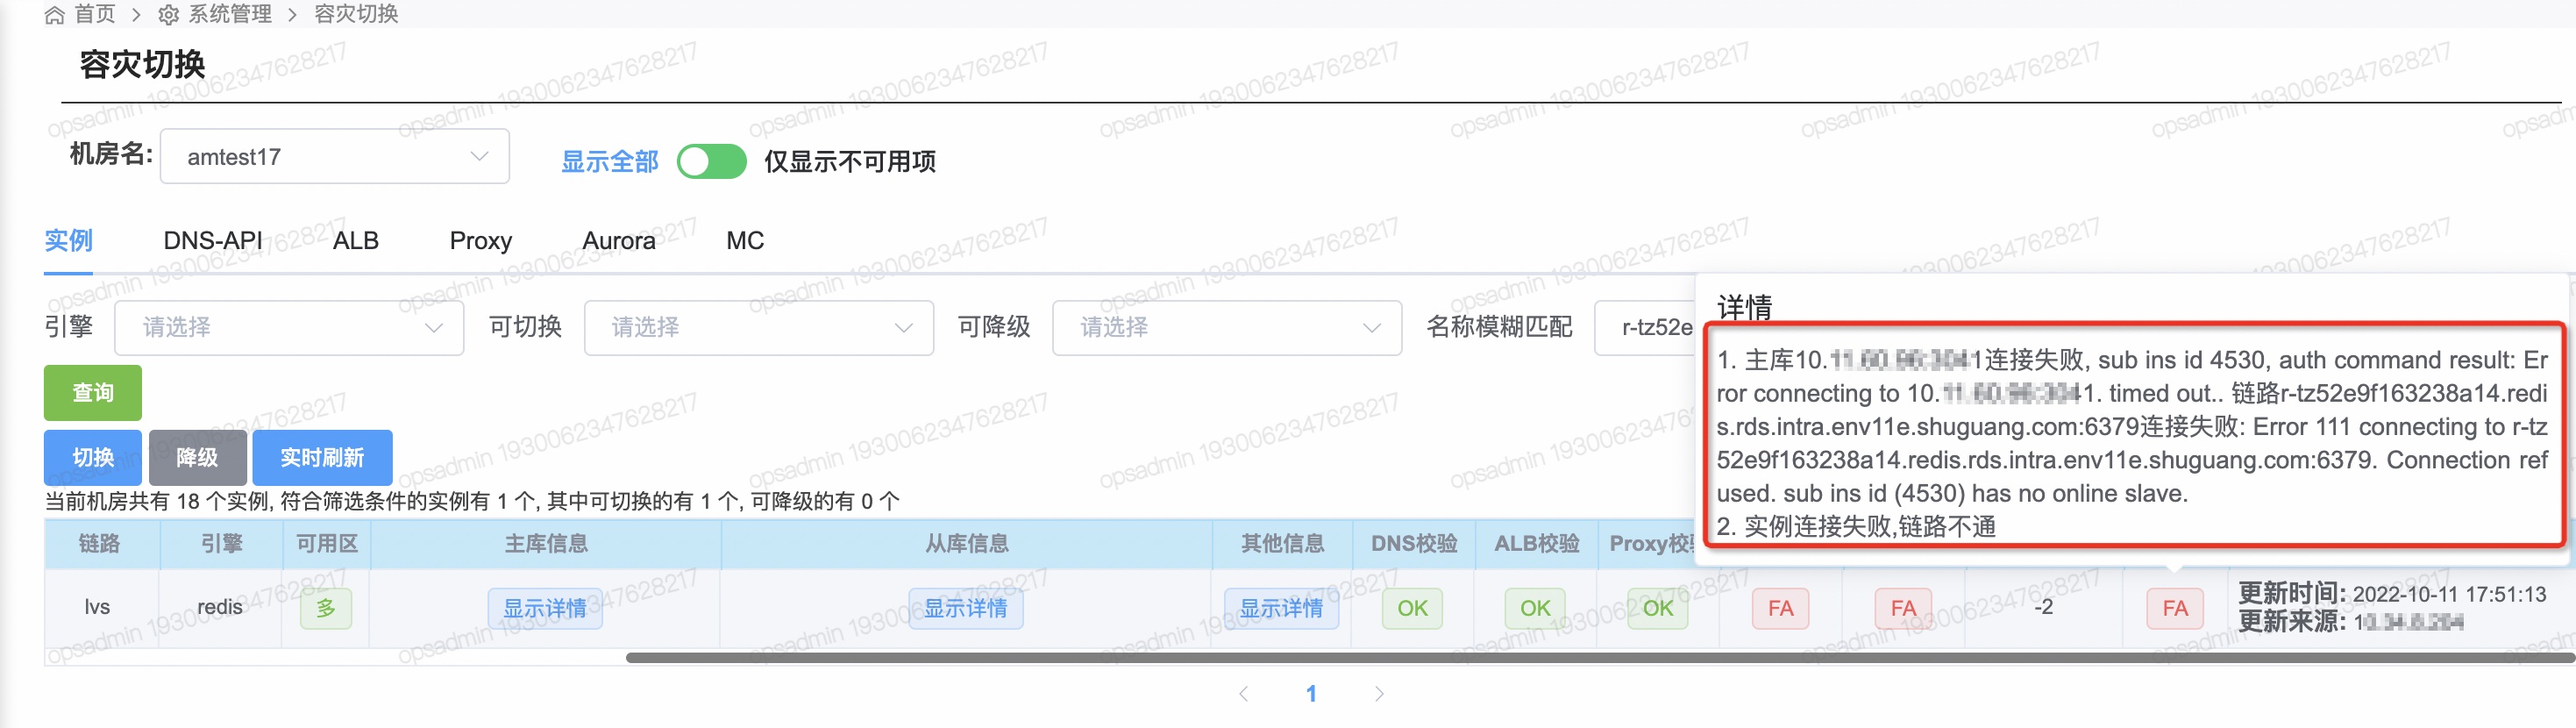 首页 > 系统管理 > 容灾切换
容灾切换
机房名: amtest17 显示全部 仅显示不可用项
实例 DNS-API ALB Proxy Aurora MC
引擎 请选择 可切换 请选择 可降级 请选择 名称模糊匹配 r-tz52e
查询
切换 降级 实时刷新
当前机房共有 18 个实例, 符合筛选条件的实例有 1 个, 其中可切换的有 1 个, 可降级的有 0 个
详情
1. 主库10. 1连接失败, sub ins id 4530, auth command result: Er
ror connecting to 10. 1. timed out.. 链路r-tz52e9f163238a14.redi
s.rds.intra.env11e.shuguang.com:6379连接失败: Error 111 connecting to r-tz
52e9f163238a14.redis.rds.intra.env11e.shuguang.com:6379. Connection ref
used. sub ins id (4530) has no online slave.
2. 实例连接失败,链路不通
链路 引擎 可用区 主库信息 从库信息 其他信息 DNS校验 ALB校验 Proxy校
lvs redis 多 显示详情 显示详情 显示详情 OK OK OK FA FA -2 FA
更新时间: 2022-10-11 17:51:13
更新来源: 1
< 1 >
opsadmin 1930062347628217